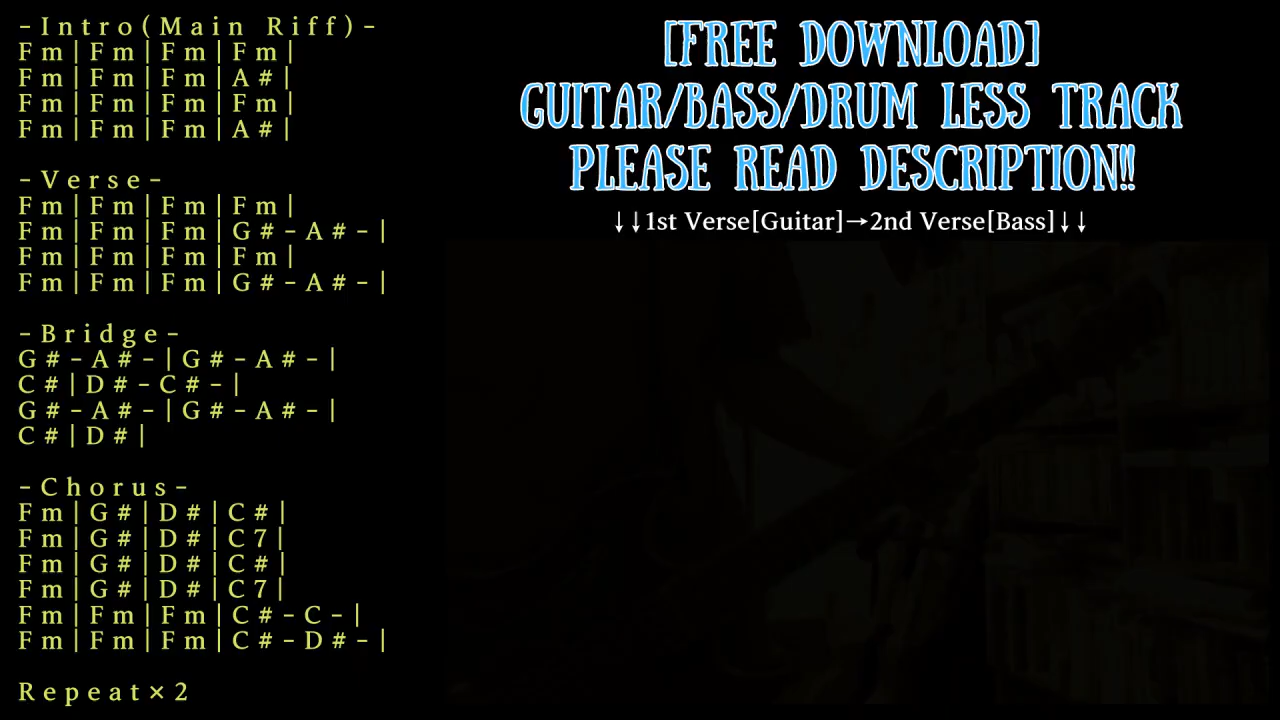 -Intro(Main Riff)-
Fm|Fm|Fm|Fm|
Fm|Fm|Fm|A#|
Fm|Fm|Fm|Fm|
Fm|Fm|Fm|A#|
-Verse-
Fm|Fm|Fm|Fm|
Fm|Fm|Fm|G#-A#-|
Fm|Fm|Fm|Fm|
Fm|Fm|Fm|G#-A#-|
-Bridge-
G#-A#-|G#-A#-|
C#|D#-C#-|
G#-A#-|G#-A#-|
C#|D#|
-Chorus-
Fm|G#|D#|C#|
Fm|G#|D#|C7|
Fm|G#|D#|C#|
Fm|G#|D#|C7|
Fm|Fm|Fm|C#-C-|
Fm|Fm|Fm|C#-D#-|
Repeat×2
[FREE DOWNLOAD]
GUITAR/BASS/DRUM LESS TRACK
PLEASE READ DESCRIPTION!!
↓↓1st Verse[Guitar]→2nd Verse[Bass]↓↓